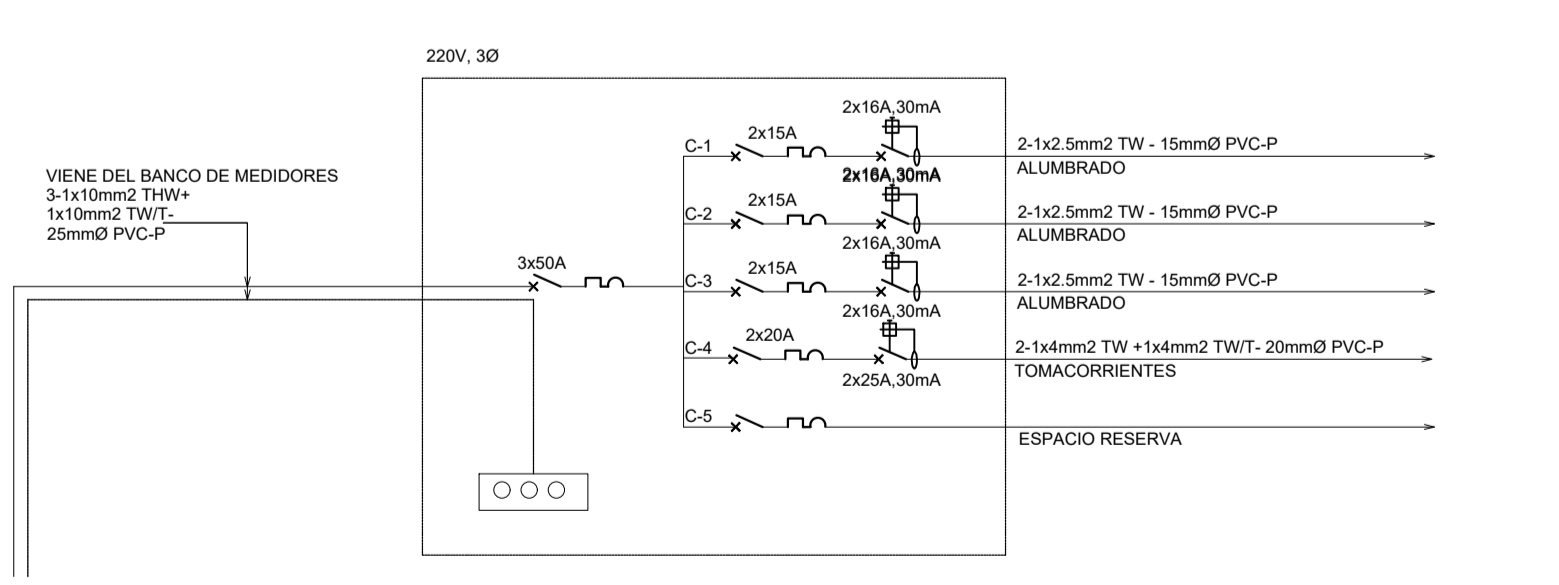 220V, 3Ø
VIENE DEL BANCO DE MEDIDORES
3-1x10mm2 THW+
1x10mm2 TW/T-
25mmØ PVC-P
3x50A
C-1
2x15A
2x16A,30mA
2-1x2.5mm2 TW - 15mmØ PVC-P
ALUMBRADO
2x16A,30mA
C-2
2x15A
2-1x2.5mm2 TW - 15mmØ PVC-P
ALUMBRADO
2x16A,30mA
C-3
2x15A
2-1x2.5mm2 TW - 15mmØ PVC-P
ALUMBRADO
2x16A,30mA
C-4
2x20A
2-1x4mm2 TW +1x4mm2 TW/T- 20mmØ PVC-P
TOMACORRIENTES
2x25A,30mA
C-5
ESPACIO RESERVA